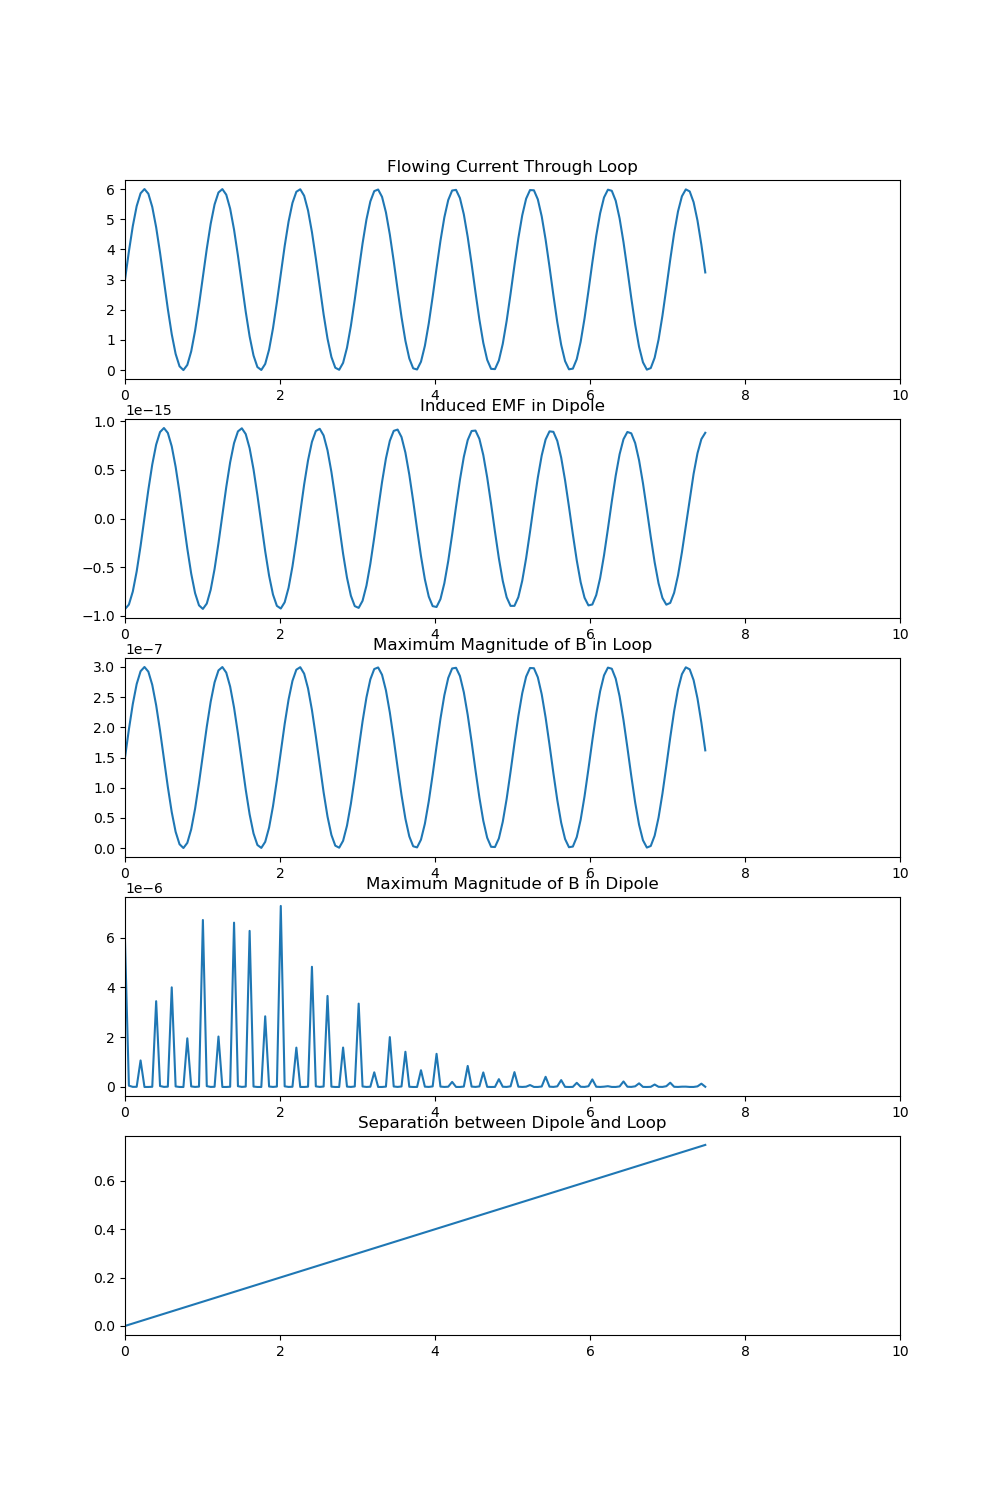 Flowing Current Through Loop
6
5
4
3
2
1
0
0 2 4 6 8 10
Induced EMF in Dipole
1e−15
1.0
0.5
0.0
−0.5
−1.0
0 2 4 6 8 10
Maximum Magnitude of B in Loop
1e−7
3.0
2.5
2.0
1.5
1.0
0.5
0.0
0 2 4 6 8 10
Maximum Magnitude of B in Dipole
1e−6
6
4
2
0
0 2 4 6 8 10
Separation between Dipole and Loop
0.6
0.4
0.2
0.0
0 2 4 6 8 10